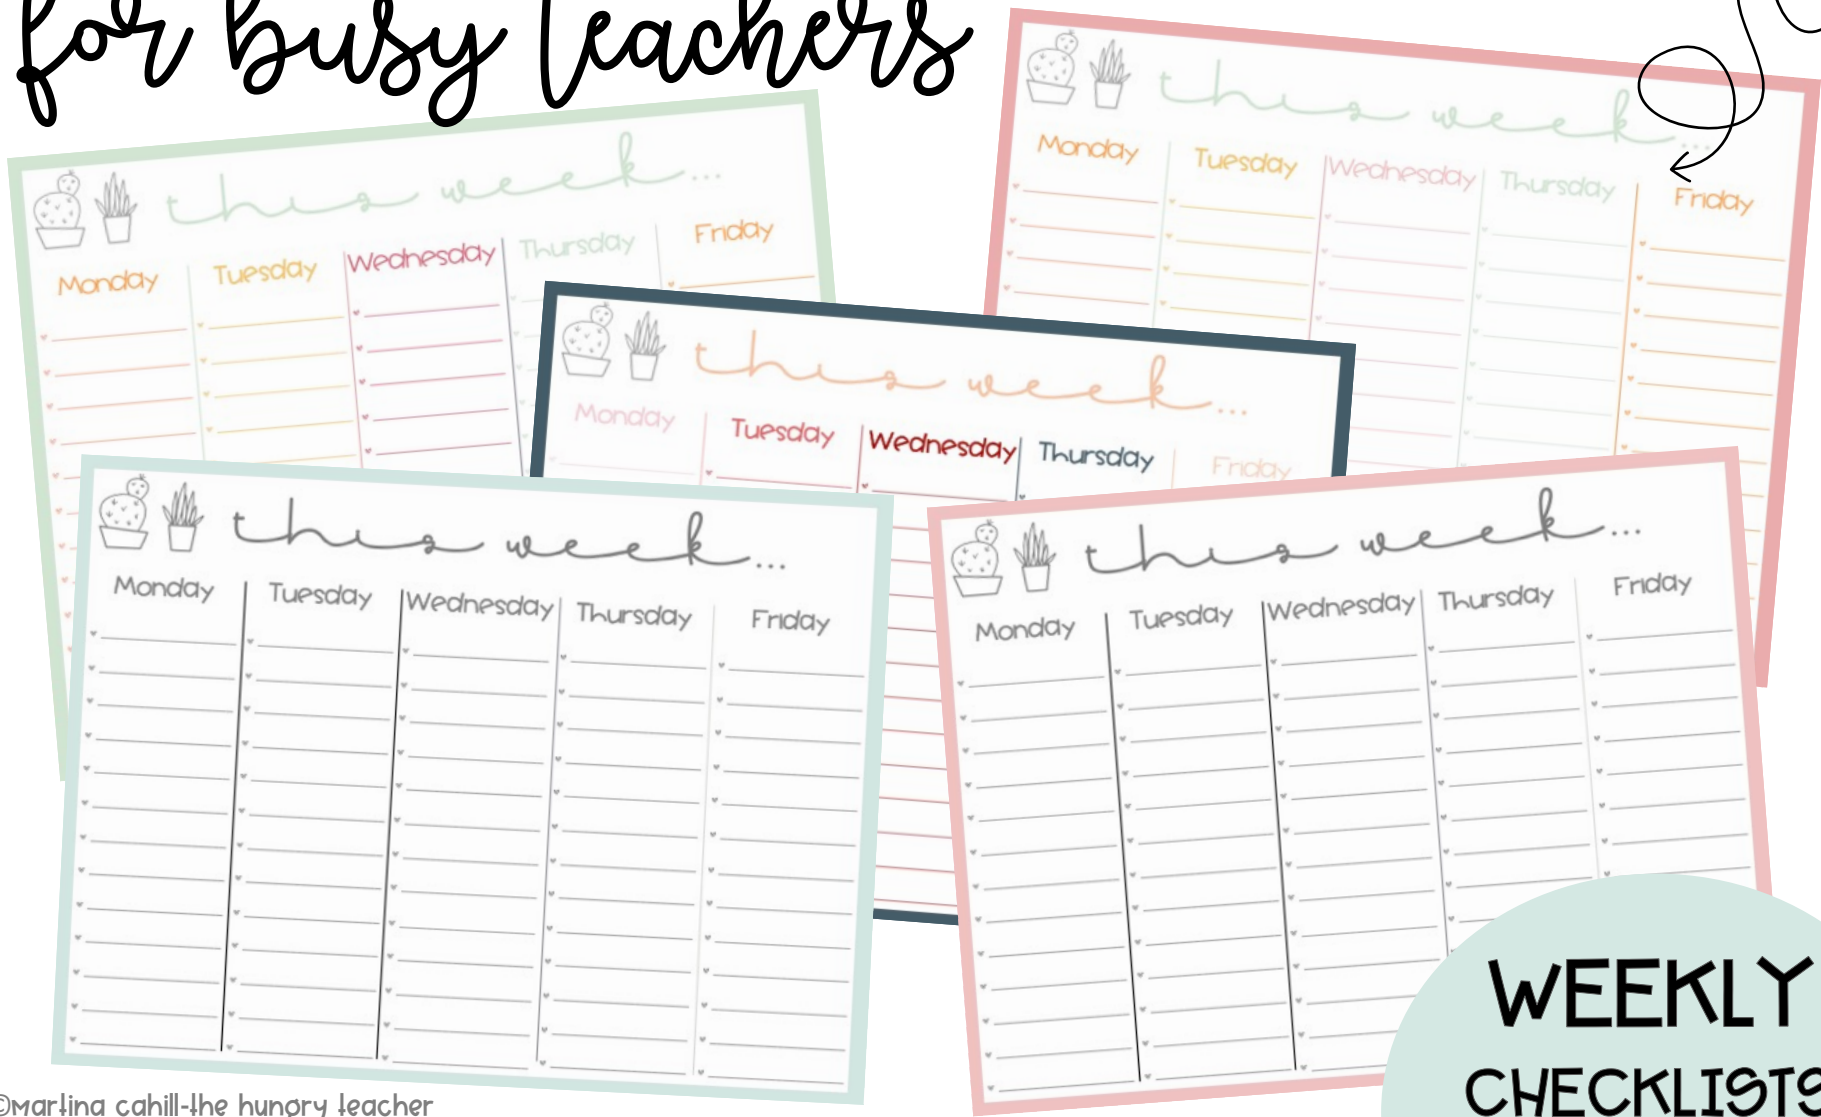 for busy teachers
this week...
Monday Tuesday Wednesday Thursday Friday
this week...
Monday Tuesday Wednesday Thursday Friday
this week...
Monday Tuesday Wednesday Thursday Friday
this week...
Monday Tuesday Wednesday Thursday Friday
this week...
Monday Tuesday Wednesday Thursday Friday
WEEKLY
CHECKLISTS
©Martina cahill-the hungry teacher